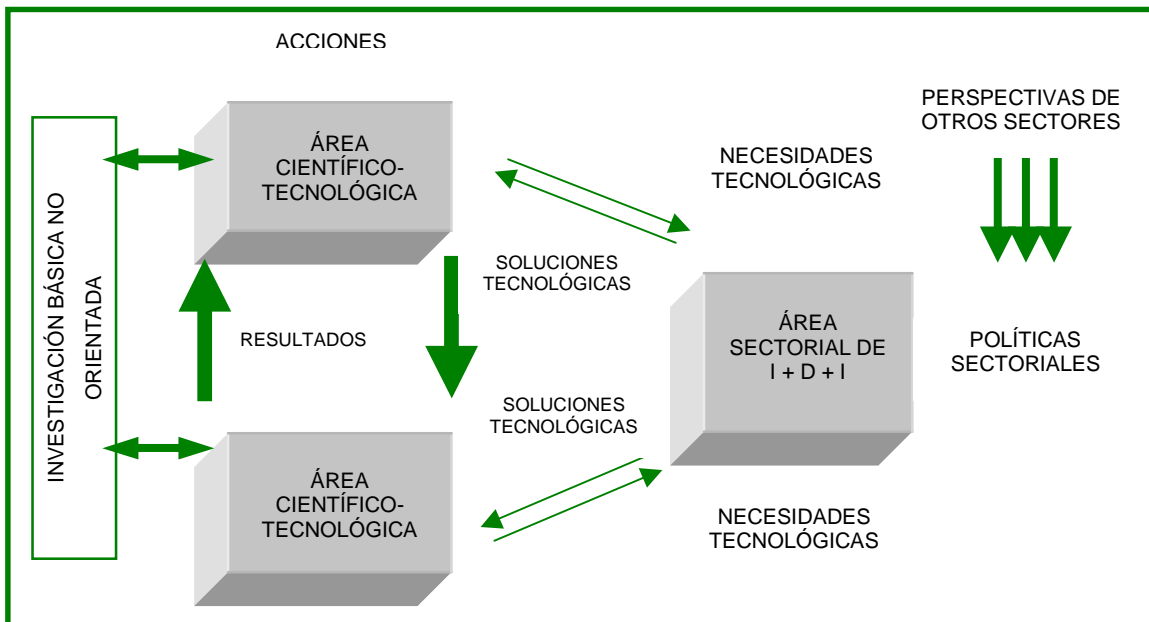 ACCIONES
PERSPECTIVAS DE
OTROS SECTORES
ÁREA
CIENTÍFICO-
TECNOLÓGICA
NECESIDADES
TECNOLÓGICAS
INVESTIGACIÓN BÁSICA NO
ORIENTADA
SOLUCIONES
TECNOLÓGICAS
RESULTADOS
ÁREA
SECTORIAL DE
I + D + I
POLÍTICAS
SECTORIALES
SOLUCIONES
TECNOLÓGICAS
ÁREA
CIENTÍFICO-
TECNOLÓGICA
NECESIDADES
TECNOLÓGICAS